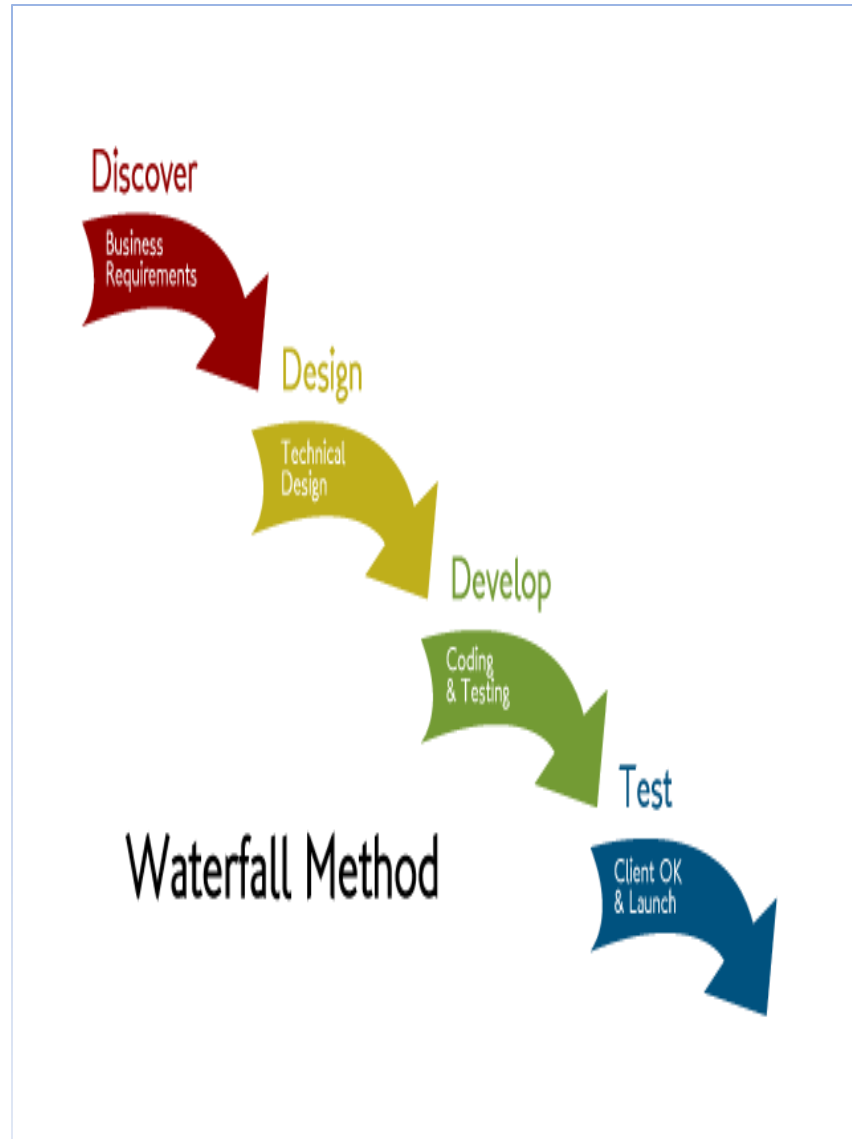 Discover
Business
Requirements
Design
Technical
Design
Develop
Coding
& Testing
Test
Client OK
& Launch
Waterfall Method